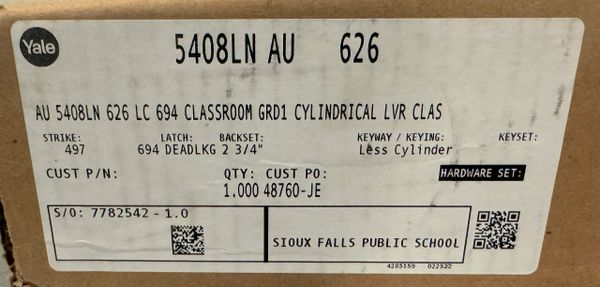 Yale
5408LN AU 626
AU 5408LN 626 LC 694 CLASSROOM GRD1 CYLINDRICAL LVR CLAS
STRIKE: LATCH: BACKSET: KEYWAY / KEYING: KEYSET:
497 694 DEADLKG 2 3/4" Less Cylinder
CUST P/N: QTY: CUST PO: HARDWARE SET:
1.000 48760-JE
S/O: 7782542 - 1.0
SIOUX FALLS PUBLIC SCHOOL
4285159 022522